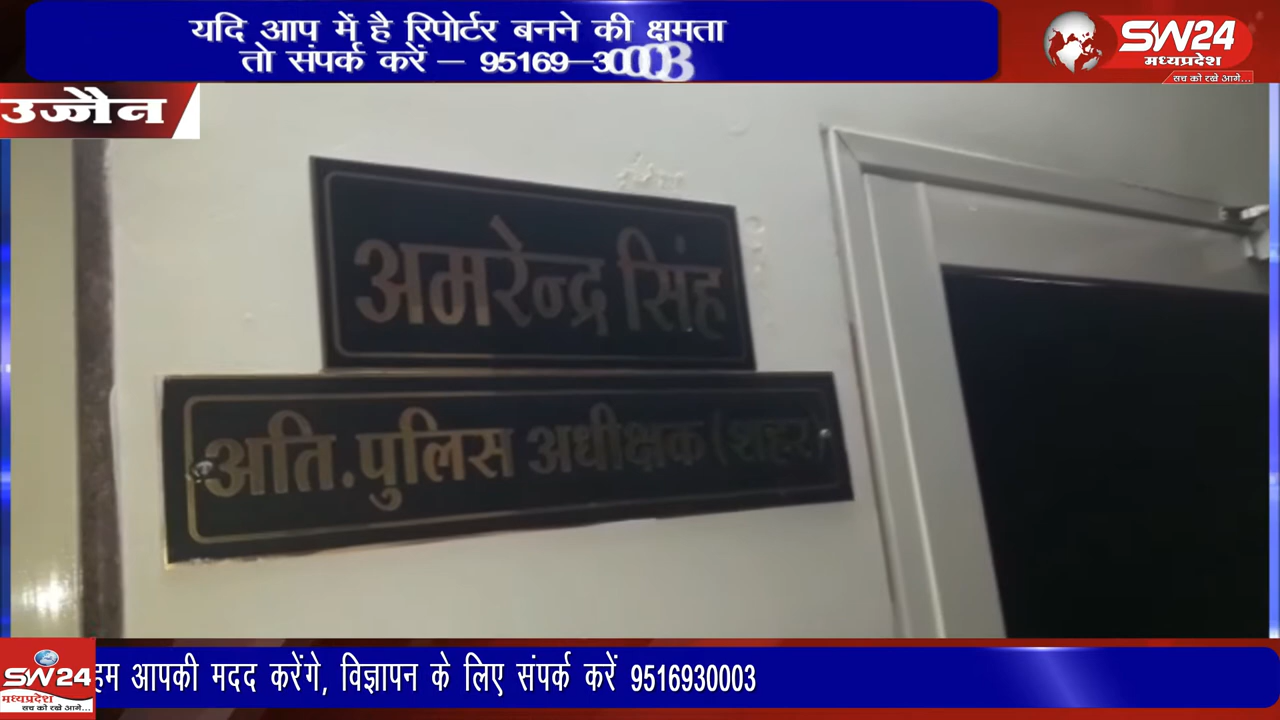 यदि आप में है रिपोर्टर बनने की क्षमता
तो संपर्क करें – 95169–30003
SW24
मध्यप्रदेश
सच को रखे आगे...
उज्जैन
अमरेन्द्र सिंह
अति.पुलिस अधीक्षक (शहर)
SW24
मध्यप्रदेश
सच को रखे आगे...
हम आपकी मदद करेंगे, विज्ञापन के लिए संपर्क करें 9516930003